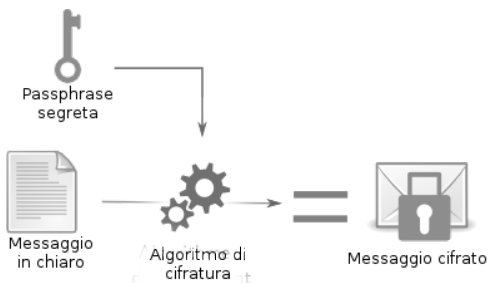 Passphrase
segreta
Messaggio
in chiaro
Algoritmo di
cifratura
Messaggio cifrato